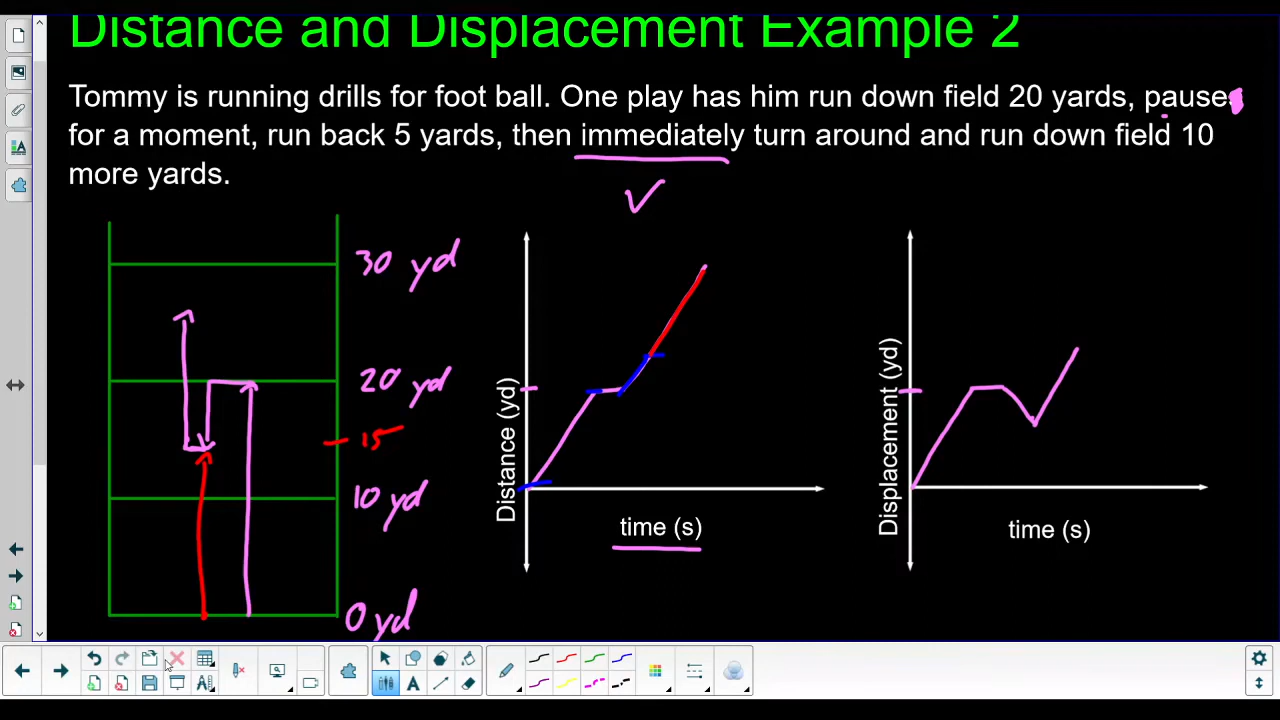 Distance and Displacement Example 2
Tommy is running drills for foot ball. One play has him run down field 20 yards, pauses
for a moment, run back 5 yards, then immediately turn around and run down field 10
more yards.
30 yd
20 yd
15
10 yd
0 yd
Distance (yd)
time (s)
Displacement (yd)
time (s)